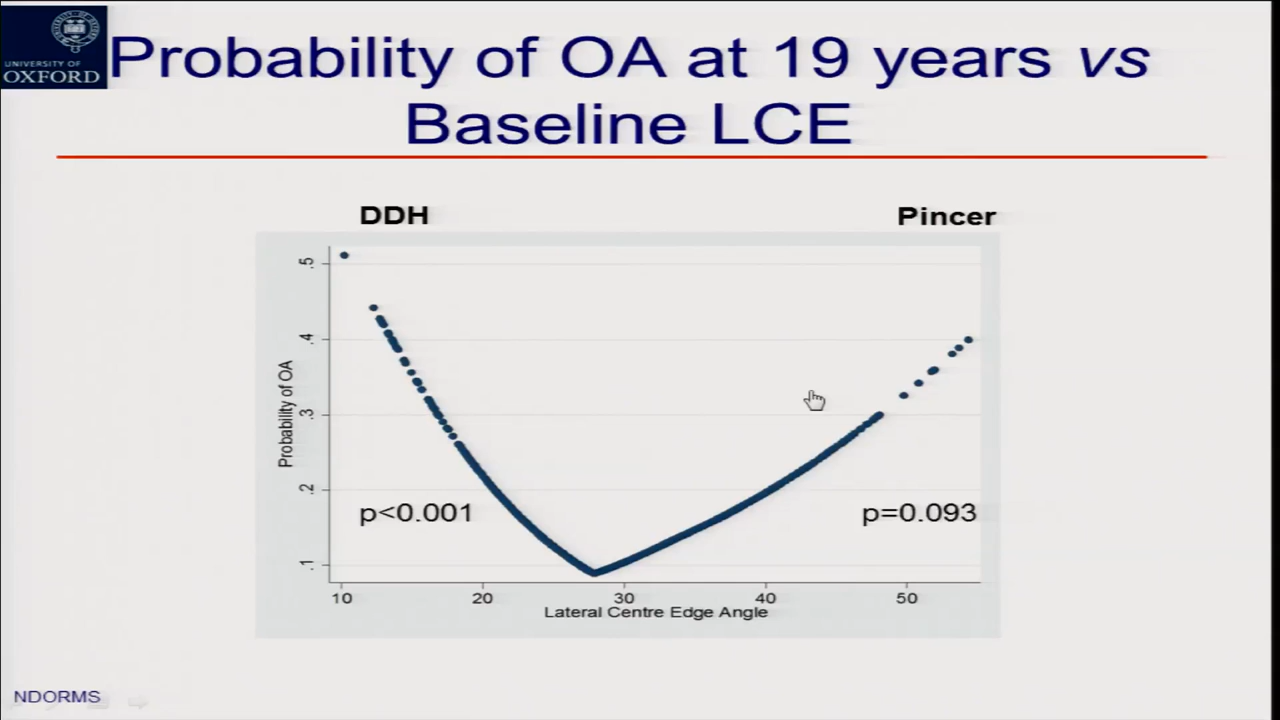 UNIVERSITY OF
OXFORD
Probability of OA at 19 years vs
Baseline LCE
DDH
Pincer
.5
.4
.3
.2
.1
Probability of OA
p<0.001
p=0.093
10 20 30 40 50
Lateral Centre Edge Angle
NDORMS